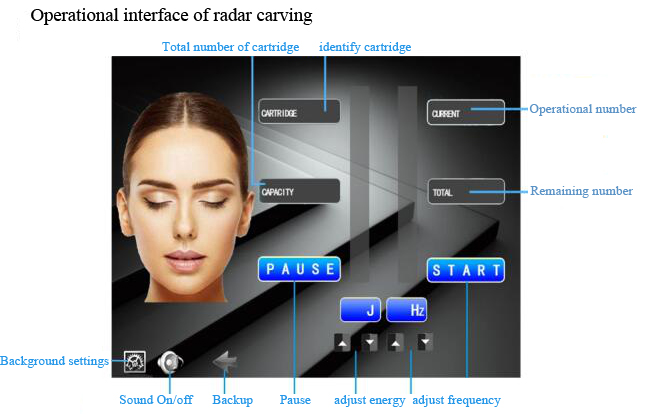 Operational interface of radar carving
Total number of cartridge identify cartridge
CARTRIDGE
CURRENT
Operational number
CAPACITY
TOTAL
Remaining number
PAUSE
START
J
Hz
Background settings
Sound On/off Backup Pause adjust energy adjust frequency